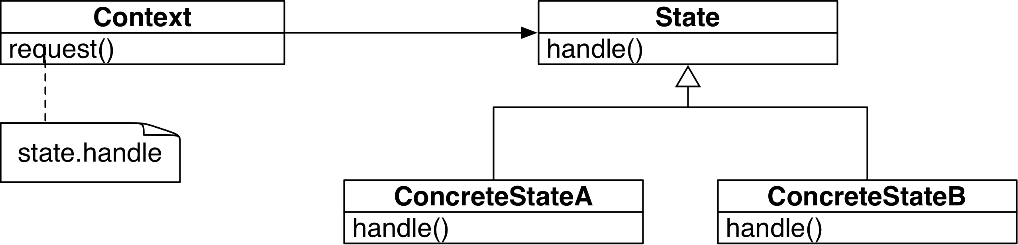 Context
request()
State
handle()
state.handle
ConcreteStateA
handle()
ConcreteStateB
handle()